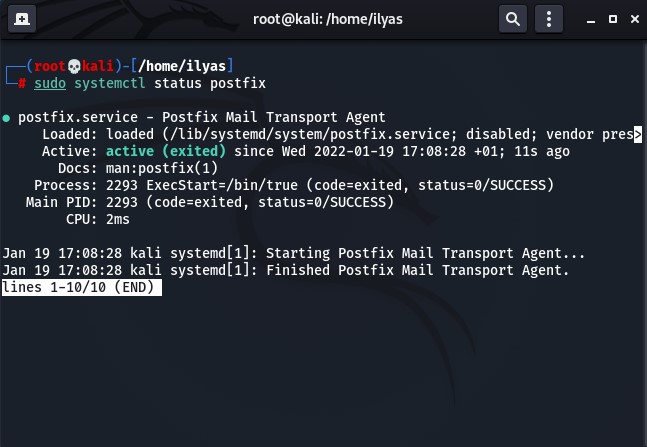 root@kali: /home/ilyas
┌──(root💀kali)-[/home/ilyas]
└─# sudo systemctl status postfix
● postfix.service - Postfix Mail Transport Agent
     Loaded: loaded (/lib/systemd/system/postfix.service; disabled; vendor pres>
     Active: active (exited) since Wed 2022-01-19 17:08:28 +01; 11s ago
       Docs: man:postfix(1)
    Process: 2293 ExecStart=/bin/true (code=exited, status=0/SUCCESS)
   Main PID: 2293 (code=exited, status=0/SUCCESS)
        CPU: 2ms
Jan 19 17:08:28 kali systemd[1]: Starting Postfix Mail Transport Agent...
Jan 19 17:08:28 kali systemd[1]: Finished Postfix Mail Transport Agent.
lines 1-10/10 (END)